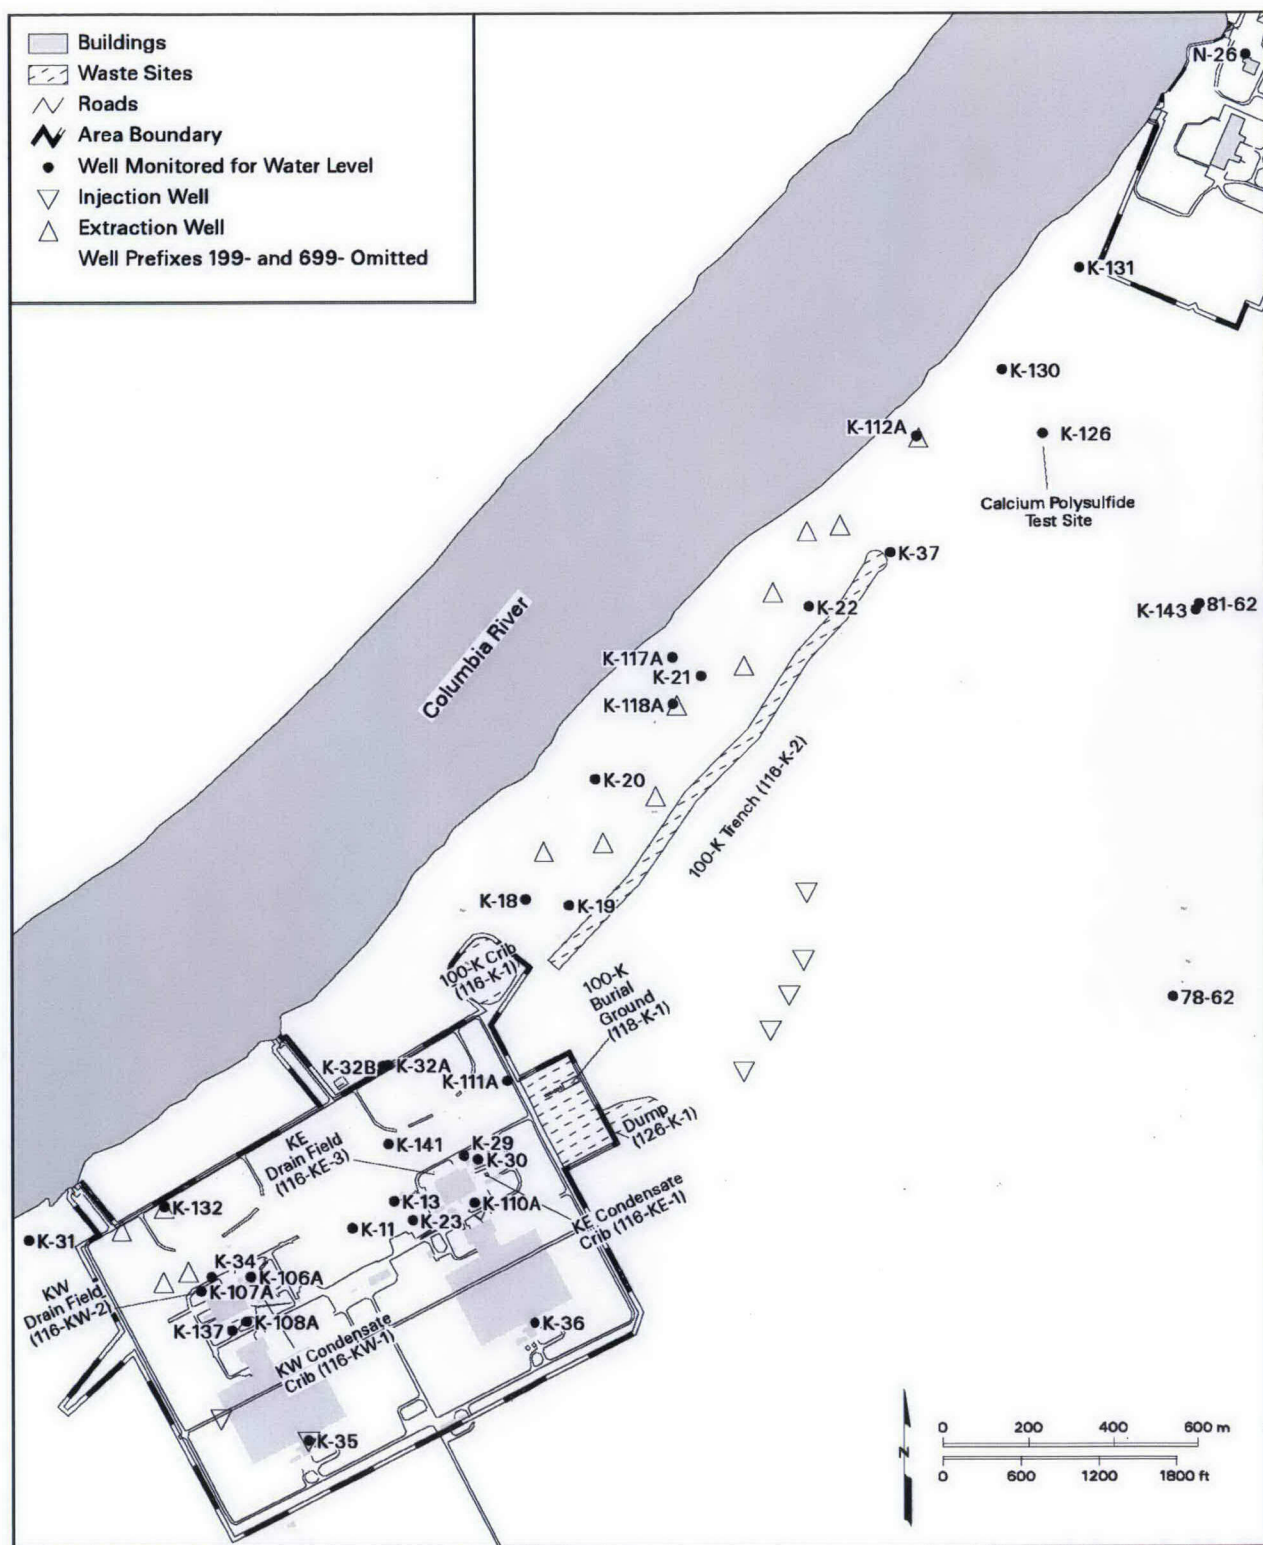 Buildings
Waste Sites
Roads
Area Boundary
Well Monitored for Water Level
Injection Well
Extraction Well
Well Prefixes 199- and 699- Omitted
N-26
K-131
K-130
K-112A
K-126
Calcium Polysulfide
Test Site
K-37
K-22
K-143
81-62
Columbia River
K-117A
K-21
K-118A
K-20
100-K Trench (116-K-2)
K-18
K-19
100-K Crib
(116-K-1)
100-K
Burial
Ground
(118-K-1)
78-62
K-32B
K-32A
K-111A
Dump
(126-K-1)
KE
Drain Field
(116-KE-3)
K-141
K-29
K-30
K-132
K-13
K-110A
K-31
K-11
K-23
KE Condensate
Crib (116-KE-1)
K-34
K-106A
KW
Drain Field
(116-KW-2)
K-107A
K-108A
K-137
K-36
KW Condensate
Crib (116-KW-1)
K-35
N
0 200 400 600 m
0 600 1200 1800 ft